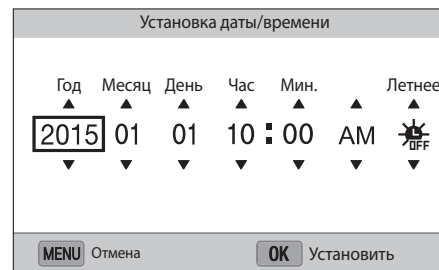 Установка даты/времени
Год Месяц День Час Мин. Летнее
2015 01 01 10 : 00 AM OFF
MENU Отмена OK Установить